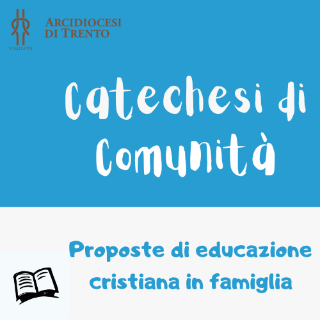 ARCIDIOCESI
DI TRENTO
Catechesi di
Comunità
Proposte di educazione
cristiana in famiglia